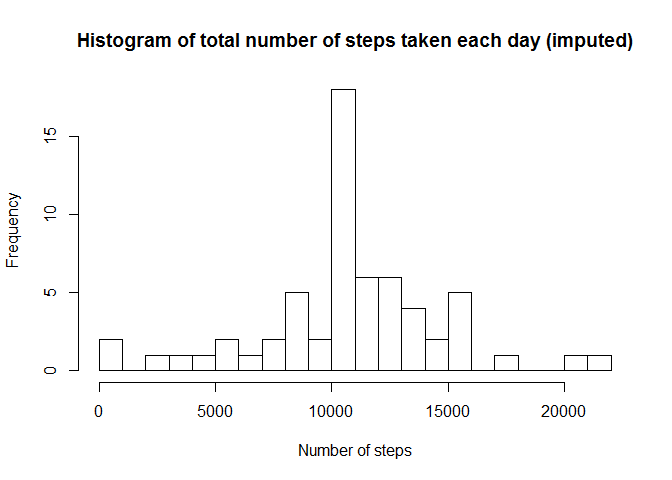 Histogram of total number of steps taken each day (imputed)
Frequency
15
10
5
0
0 5000 10000 15000 20000
Number of steps